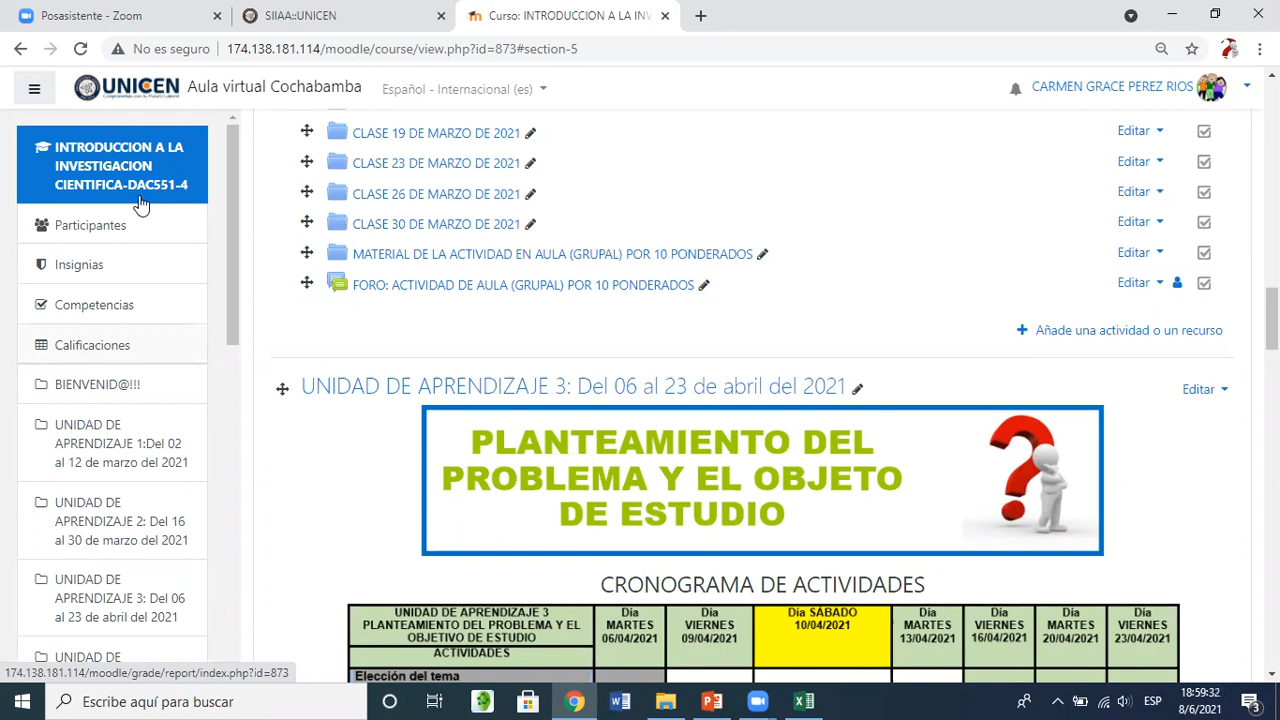 Posasistente - Zoom
SIIAA::UNICEN
Curso: INTRODUCCION A LA INV
No es seguro
174.138.181.114/moodle/course/view.php?id=873#section-5
UNICEN
Aula virtual Cochabamba
Español - Internacional (es)
CARMEN GRACE PEREZ RIOS
INTRODUCCION A LA
INVESTIGACION
CIENTIFICA-DAC551-4
Participantes
Insignias
Competencias
Calificaciones
BIENVENID@!!!
UNIDAD DE
APRENDIZAJE 1:Del 02
al 12 de marzo del 2021
UNIDAD DE
APRENDIZAJE 2: Del 16
al 30 de marzo del 2021
UNIDAD DE
APRENDIZAJE 3: Del 06
al 23 de abril del 2021
UNIDAD DE
CLASE 19 DE MARZO DE 2021
Editar
CLASE 23 DE MARZO DE 2021
Editar
CLASE 26 DE MARZO DE 2021
Editar
CLASE 30 DE MARZO DE 2021
Editar
MATERIAL DE LA ACTIVIDAD EN AULA (GRUPAL) POR 10 PONDERADOS
Editar
FORO: ACTIVIDAD DE AULA (GRUPAL) POR 10 PONDERADOS
Editar
Añade una actividad o un recurso
UNIDAD DE APRENDIZAJE 3: Del 06 al 23 de abril del 2021
Editar
PLANTEAMIENTO DEL
PROBLEMA Y EL OBJETO
DE ESTUDIO
CRONOGRAMA DE ACTIVIDADES
UNIDAD DE APRENDIZAJE 3
PLANTEAMIENTO DEL PROBLEMA Y EL
OBJETIVO DE ESTUDIO
ACTIVIDADES
Día
MARTES
06/04/2021
Día
VIERNES
09/04/2021
Día SÁBADO
10/04/2021
Día
MARTES
13/04/2021
Día
VIERNES
16/04/2021
Día
MARTES
20/04/2021
Día
VIERNES
23/04/2021
Elección del tema
174.138.181.114/moodle/grade/report/index.php?id=873
Escribe aquí para buscar
ESP
18:59:32
8/6/2021
3